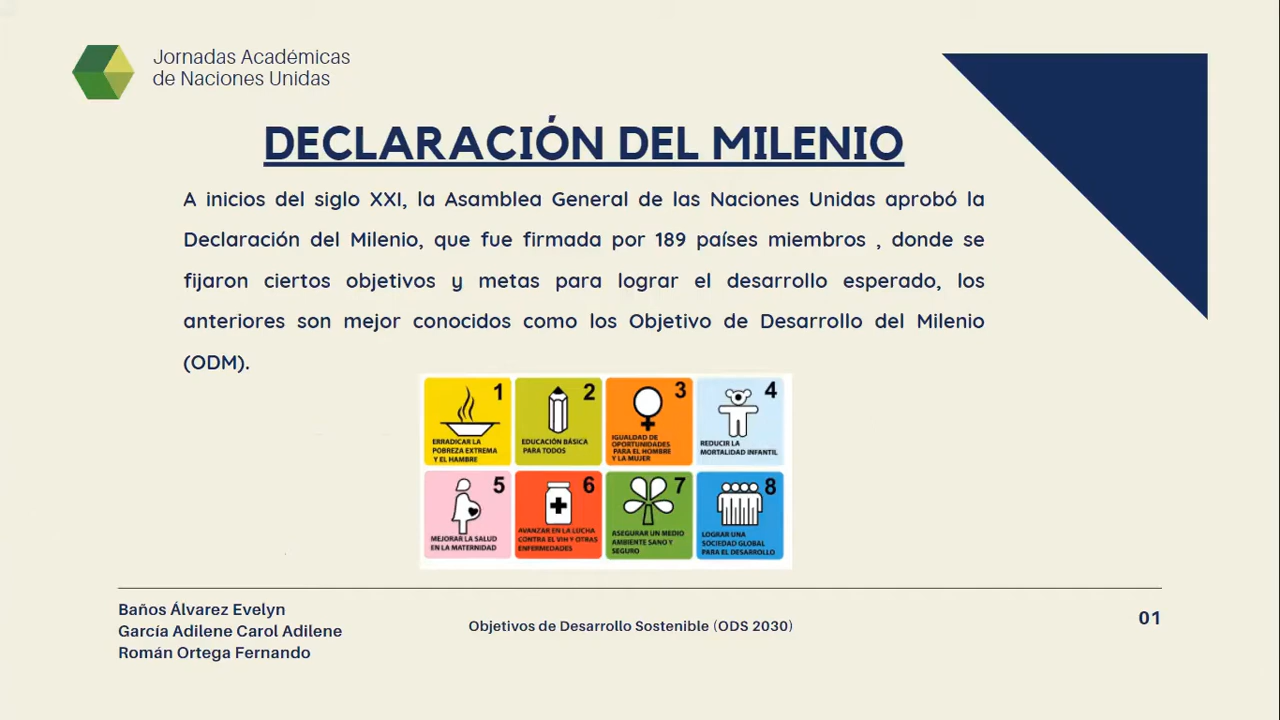 Jornadas Académicas
de Naciones Unidas
DECLARACIÓN DEL MILENIO
A inicios del siglo XXI, la Asamblea General de las Naciones Unidas aprobó la
Declaración del Milenio, que fue firmada por 189 países miembros , donde se
fijaron ciertos objetivos y metas para lograr el desarrollo esperado, los
anteriores son mejor conocidos como los Objetivo de Desarrollo del Milenio
(ODM).
1
ERRADICAR LA
POBREZA EXTREMA
Y EL HAMBRE
2
EDUCACIÓN BÁSICA
PARA TODOS
3
IGUALDAD DE
OPORTUNIDADES
PARA EL HOMBRE
Y LA MUJER
4
REDUCIR LA
MORTALIDAD INFANTIL
5
MEJORAR LA SALUD
EN LA MATERNIDAD
6
AVANZAR EN LA LUCHA
CONTRA EL VIH Y OTRAS
ENFERMEDADES
7
ASEGURAR UN MEDIO
AMBIENTE SANO Y
SEGURO
8
LOGRAR UNA
SOCIEDAD GLOBAL
PARA EL DESARROLLO
Baños Álvarez Evelyn
García Adilene Carol Adilene
Román Ortega Fernando
Objetivos de Desarrollo Sostenible (ODS 2030)
01